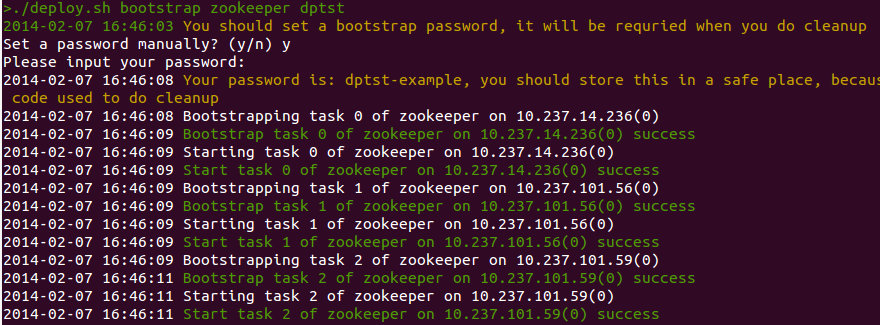 >./deploy.sh bootstrap zookeeper dptst
2014-02-07 16:46:03 You should set a bootstrap password, it will be requried when you do cleanup
Set a password manually? (y/n) y
Please input your password:
2014-02-07 16:46:08 Your password is: dptst-example, you should store this in a safe place, becaus
code used to do cleanup
2014-02-07 16:46:08 Bootstrapping task 0 of zookeeper on 10.237.14.236(0)
2014-02-07 16:46:09 Bootstrap task 0 of zookeeper on 10.237.14.236(0) success
2014-02-07 16:46:09 Starting task 0 of zookeeper on 10.237.14.236(0)
2014-02-07 16:46:09 Start task 0 of zookeeper on 10.237.14.236(0) success
2014-02-07 16:46:09 Bootstrapping task 1 of zookeeper on 10.237.101.56(0)
2014-02-07 16:46:09 Bootstrap task 1 of zookeeper on 10.237.101.56(0) success
2014-02-07 16:46:09 Starting task 1 of zookeeper on 10.237.101.56(0)
2014-02-07 16:46:09 Start task 1 of zookeeper on 10.237.101.56(0) success
2014-02-07 16:46:09 Bootstrapping task 2 of zookeeper on 10.237.101.59(0)
2014-02-07 16:46:11 Bootstrap task 2 of zookeeper on 10.237.101.59(0) success
2014-02-07 16:46:11 Starting task 2 of zookeeper on 10.237.101.59(0)
2014-02-07 16:46:11 Start task 2 of zookeeper on 10.237.101.59(0) success